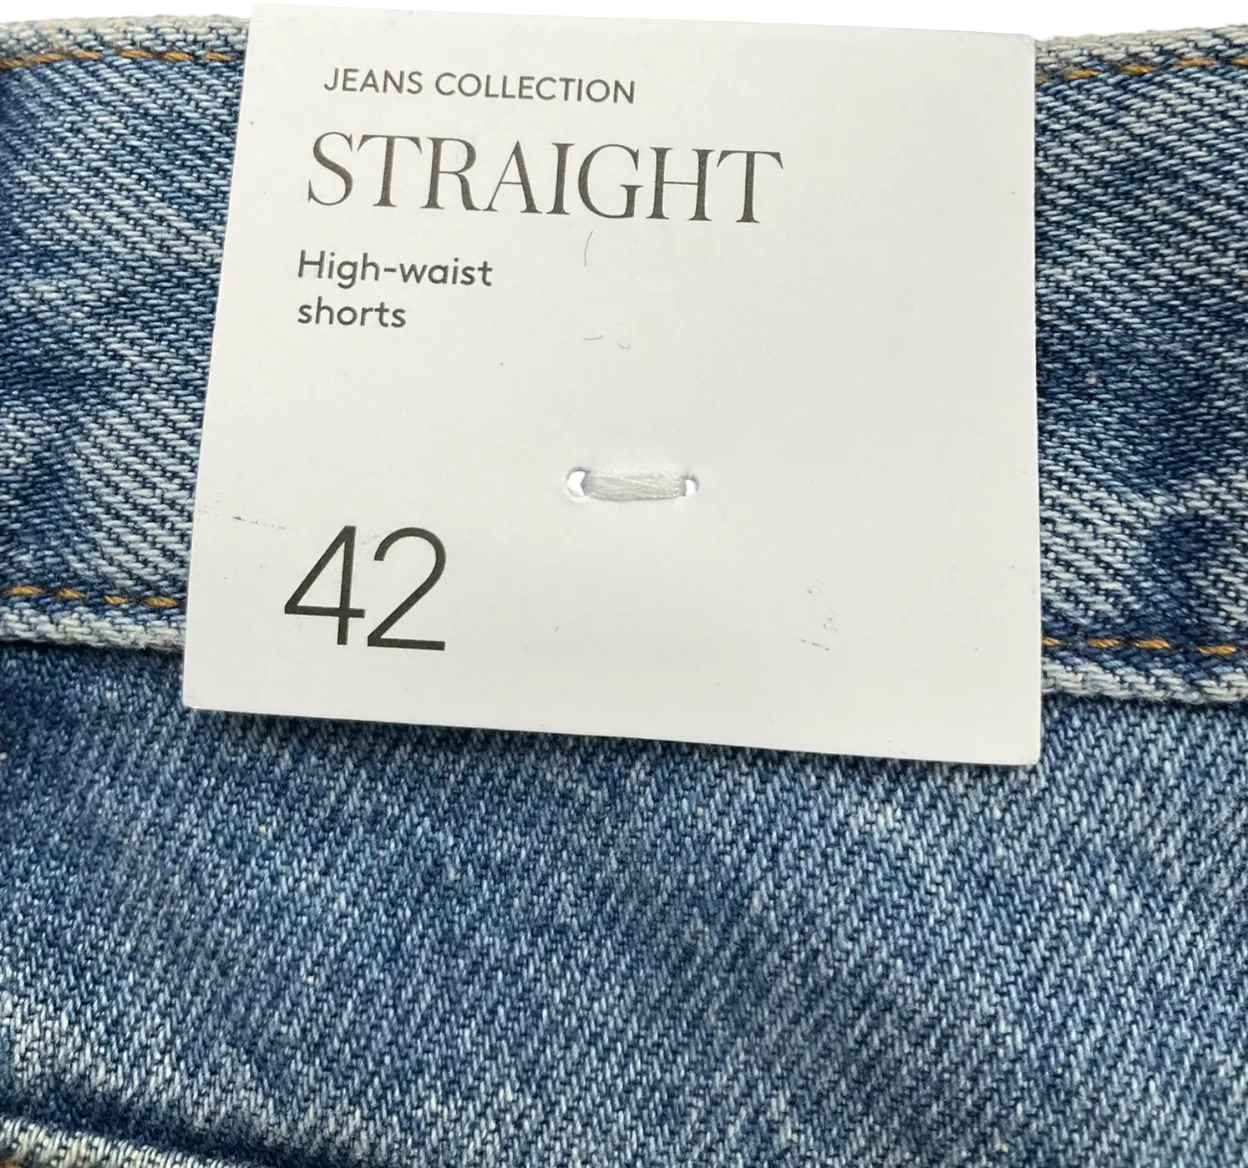 JEANS COLLECTION
STRAIGHT
High-waist
shorts
42